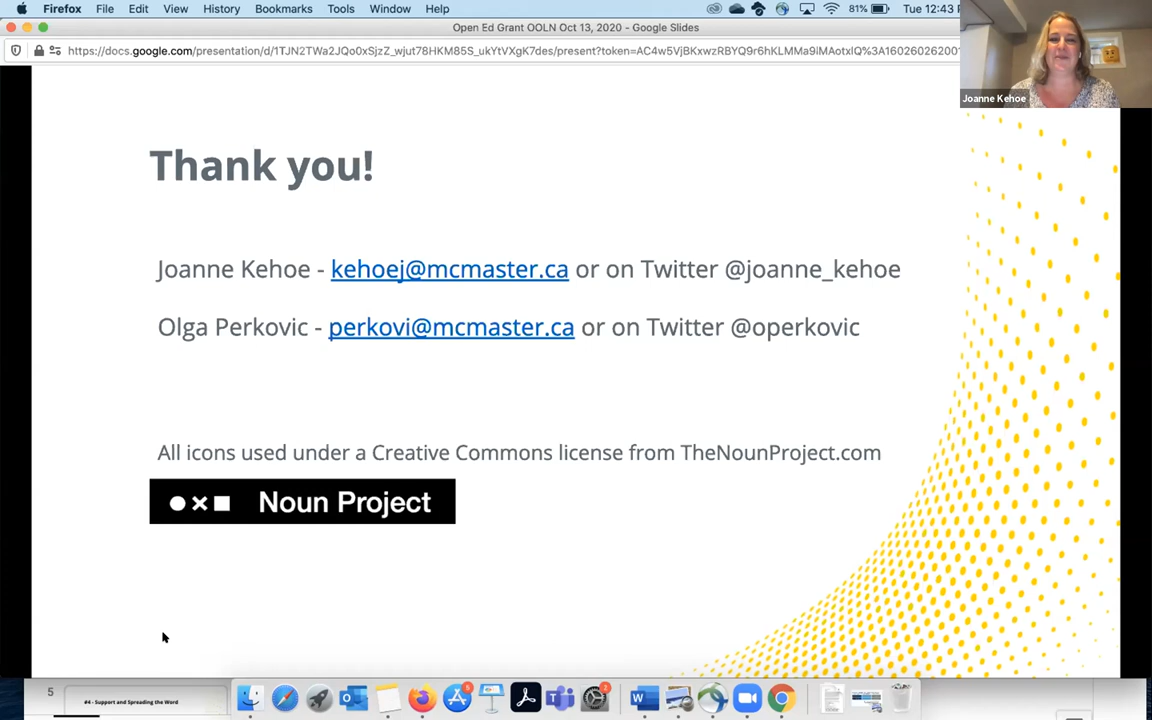 Firefox File Edit View History Bookmarks Tools Window Help 81% Tue 12:43
Open Ed Grant OOLN Oct 13, 2020 - Google Slides
https://docs.google.com/presentation/d/1TJN2TWa2JQo0xSjzZ_wjut78HKM85S_ukYtVXgK7des/present?token=AC4w5VjBKxwzRBYQ9r6hKLMMa9iMAotxlQ%3A1602602620
Joanne Kehoe
Thank you!
Joanne Kehoe - kehoej@mcmaster.ca or on Twitter @joanne_kehoe
Olga Perkovic - perkovi@mcmaster.ca or on Twitter @operkovic
All icons used under a Creative Commons license from TheNounProject.com
Noun Project
5
#4 - Support and Spreading the Word